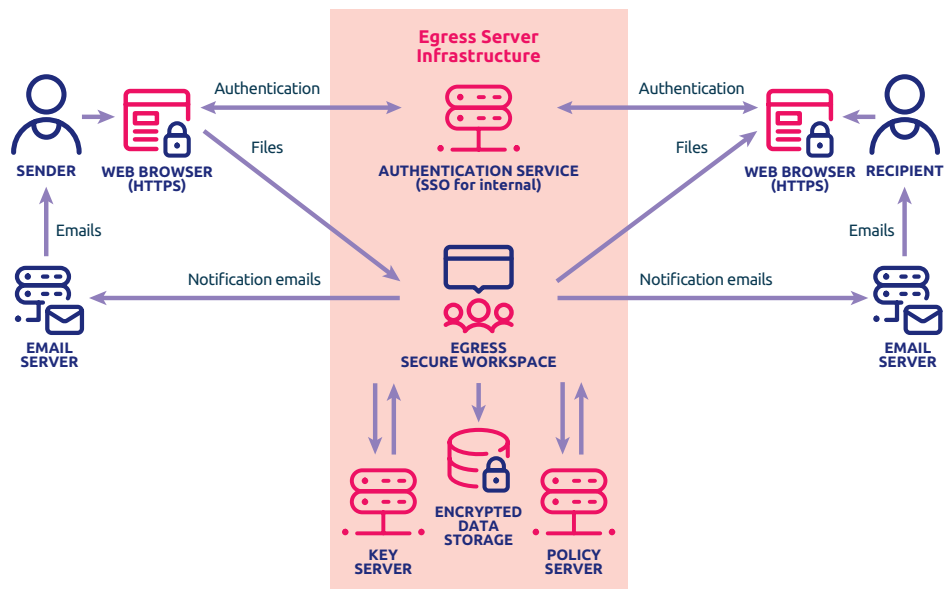 Egress Server
Infrastructure
Authentication
Authentication
Files
Files
SENDER
WEB BROWSER
(HTTPS)
AUTHENTICATION SERVICE
(SSO for internal)
WEB BROWSER
(HTTPS)
RECIPIENT
Emails
Emails
Notification emails
Notification emails
EMAIL
SERVER
EGRESS
SECURE WORKSPACE
EMAIL
SERVER
ENCRYPTED
DATA
STORAGE
KEY
SERVER
POLICY
SERVER